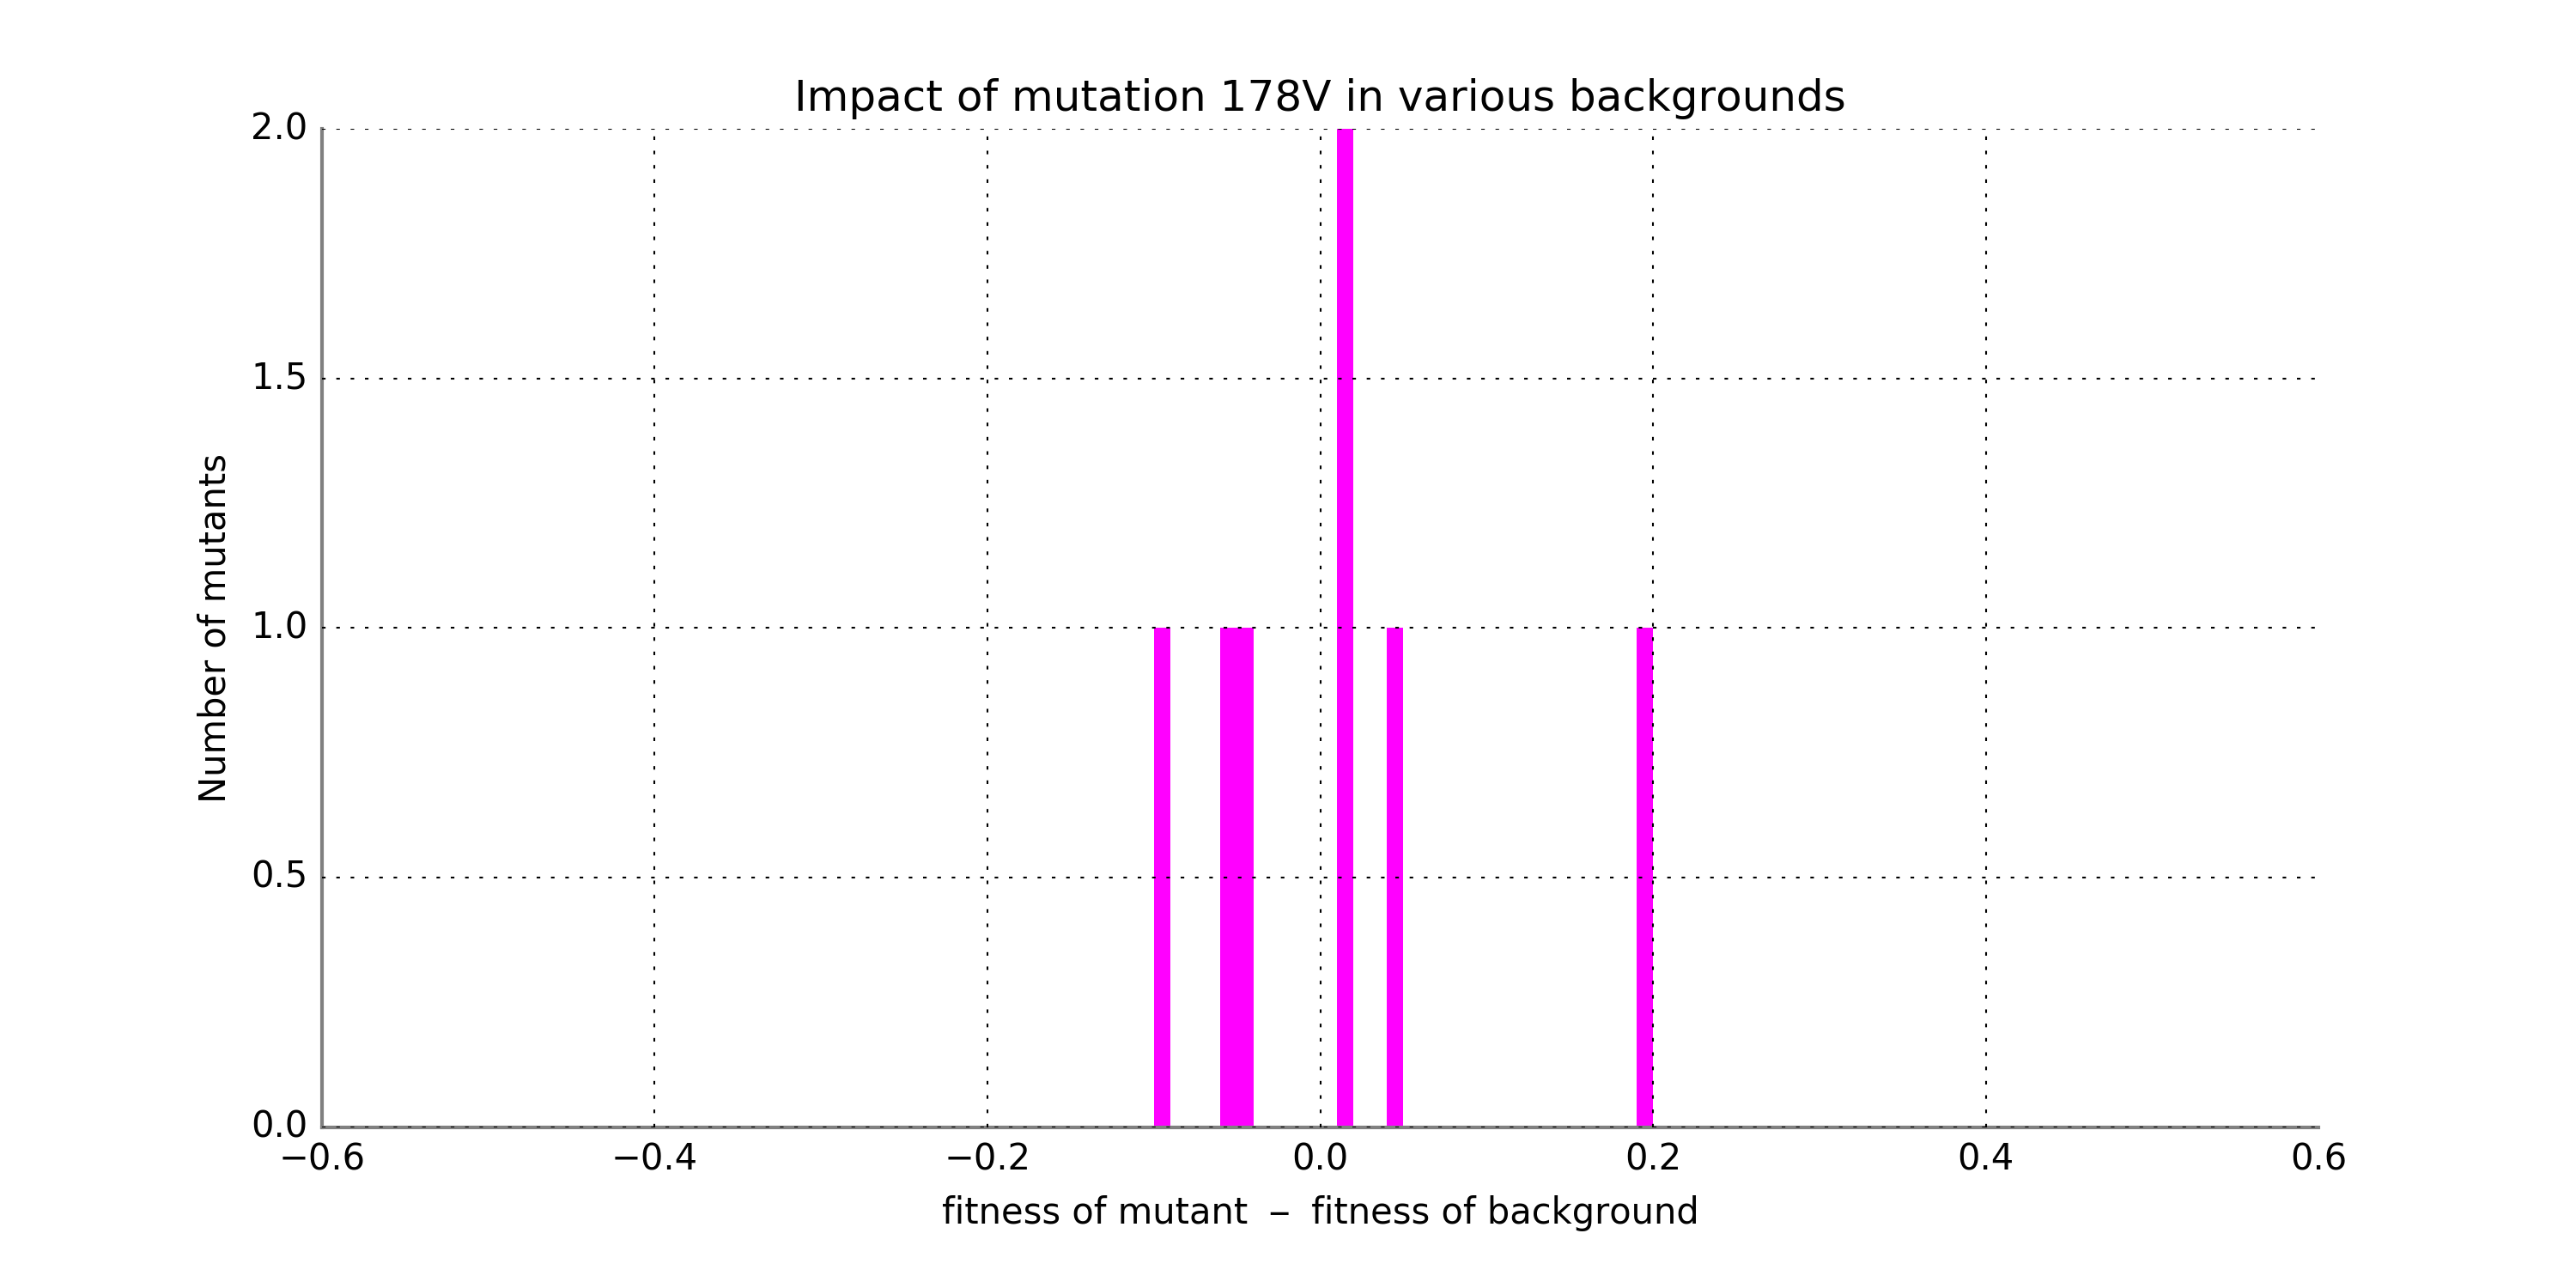 Impact of mutation 178V in various backgrounds
2.0
1.5
1.0
0.5
0.0
Number of mutants
−0.6 −0.4 −0.2 0.0 0.2 0.4 0.6
fitness of mutant − fitness of background